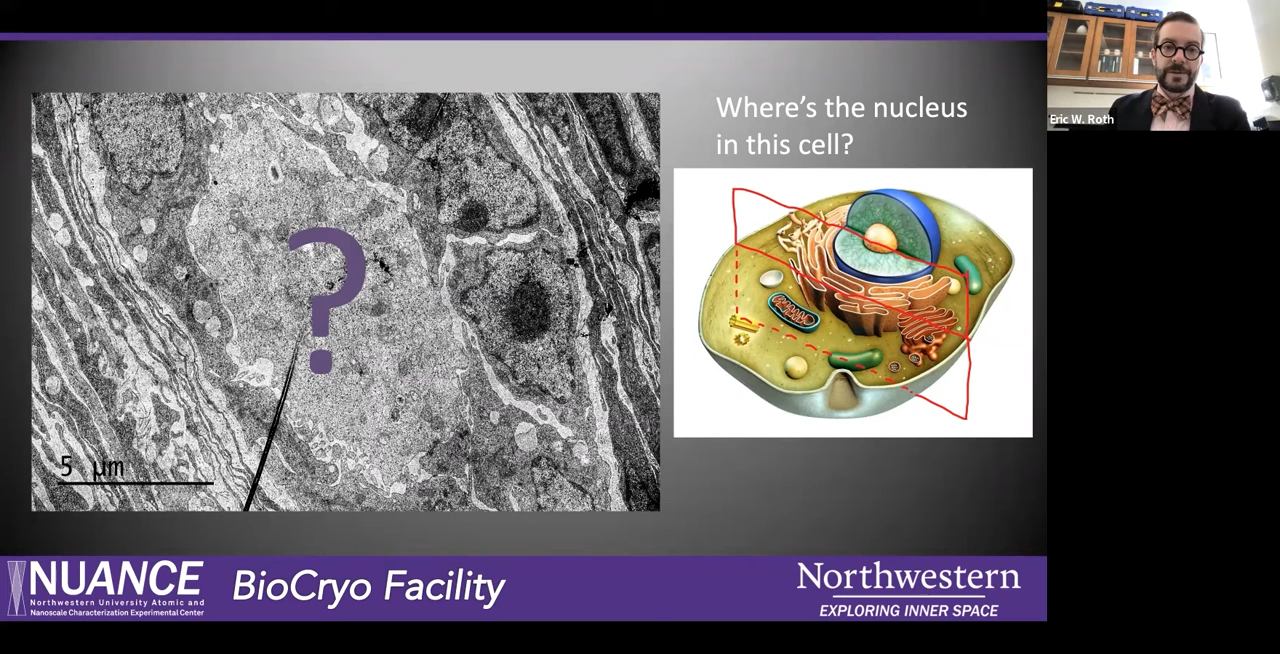 Where's the nucleus
in this cell?
Eric W. Roth
?
5 µm
NUANCE
Northwestern University Atomic and
Nanoscale Characterization Experimental Center
BioCryo Facility
Northwestern
EXPLORING INNER SPACE